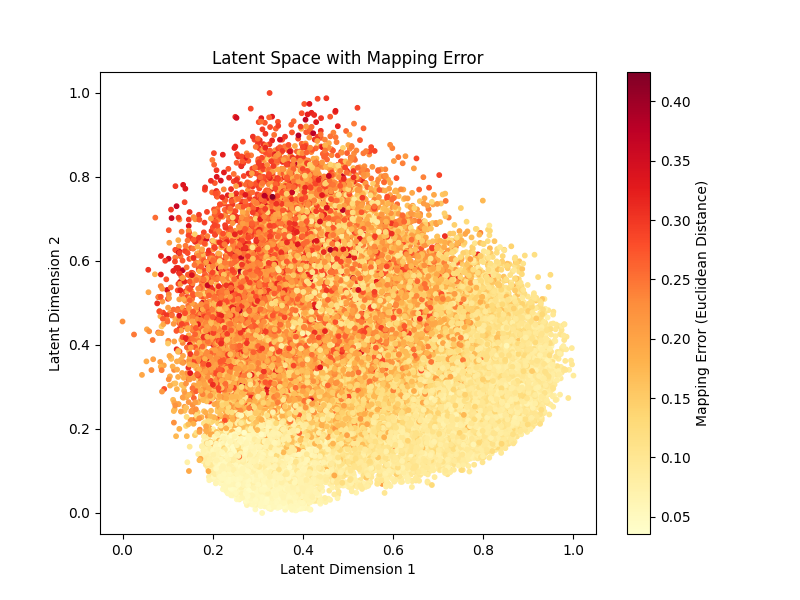 Latent Space with Mapping Error
1.0
0.8
0.6
0.4
0.2
0.0
Latent Dimension 2
0.0 0.2 0.4 0.6 0.8 1.0
Latent Dimension 1
0.40
0.35
0.30
0.25
0.20
0.15
0.10
0.05
Mapping Error (Euclidean Distance)